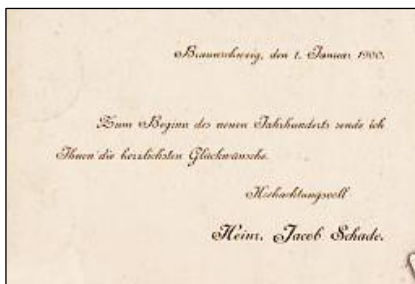 Braunschweig, den 1. Januar 1900.
Zum Beginn des neuen Jahrhunderts sende ich
Ihnen die herzlichsten Glückwünsche.
Hochachtungsvoll
Heinr. Jacob Schade.